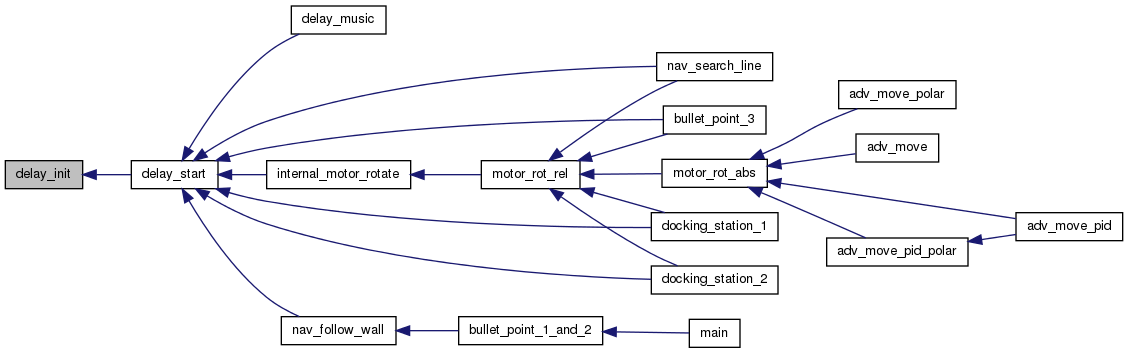 delay_music
nav_search_line
adv_move_polar
bullet_point_3
adv_move
delay_init
delay_start
internal_motor_rotate
motor_rot_rel
motor_rot_abs
docking_station_1
adv_move_pid
adv_move_pid_polar
docking_station_2
nav_follow_wall
bullet_point_1_and_2
main